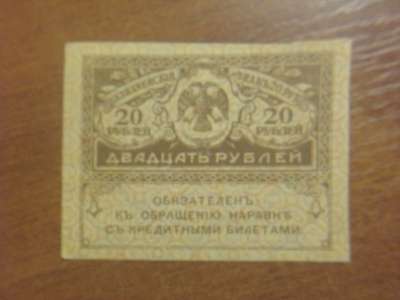 20 20
РУБЛЕЙ РУБЛЕЙ
ДВАДЦАТЬ РУБЛЕЙ
ОБЯЗАТЕЛЕНЪ
КЪ ОБРАЩЕНІЮ НАРАВНѢ
СЪ КРЕДИТНЫМИ БИЛЕТАМИ